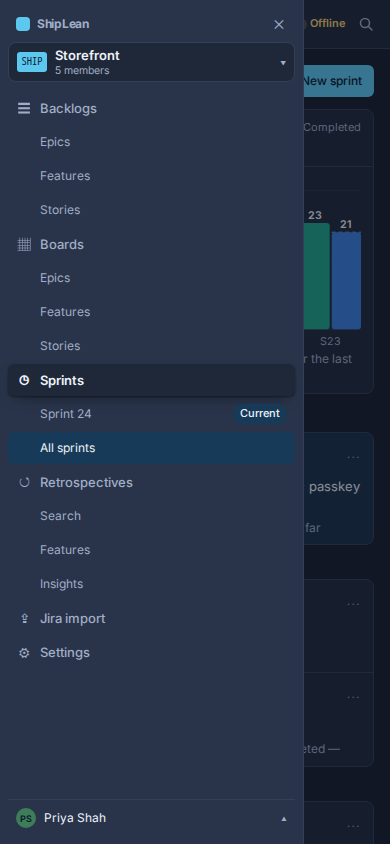 ShipLean
Offline
SHIP
Storefront
5 members
New sprint
Backlogs
Completed
Epics
Features
Stories
23
21
Boards
Epics
Features
Stories
S23
r the last
Sprints
Sprint 24
Current
All sprints
Retrospectives
passkey
Search
far
Features
Insights
Jira import
Settings
eted —
PS
Priya Shah